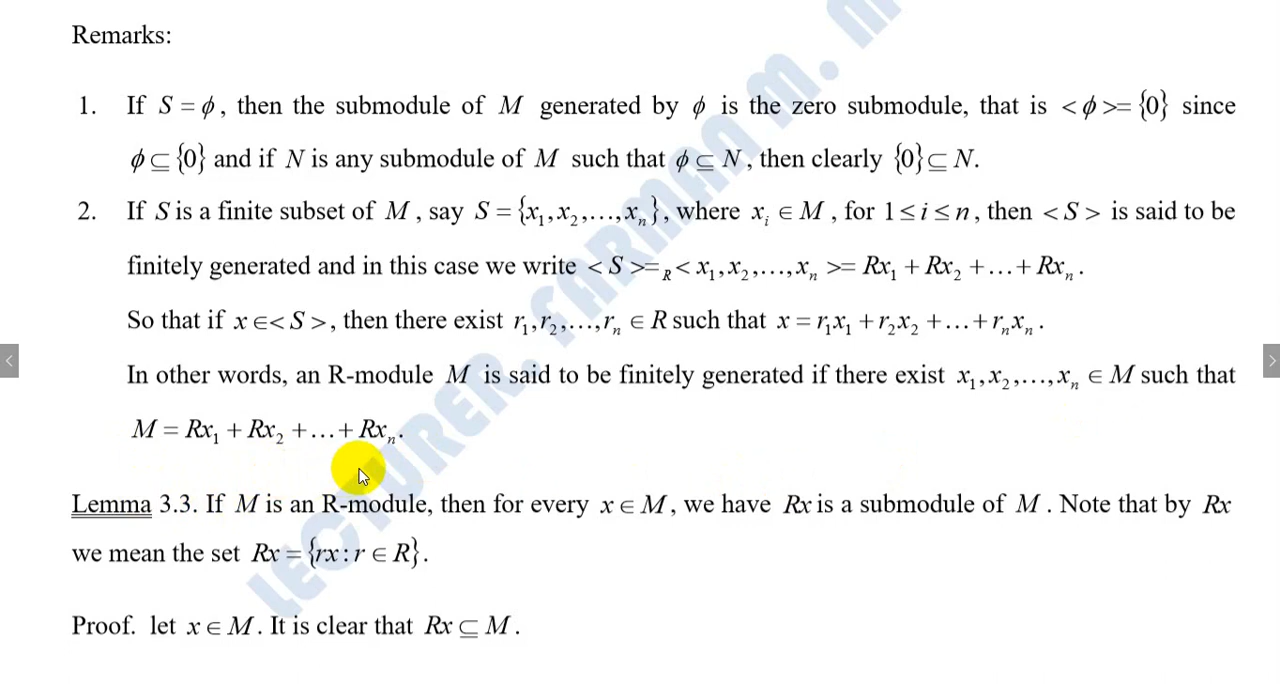 Remarks:
1. If S = ϕ, then the submodule of M generated by ϕ is the zero submodule, that is <ϕ>= {0} since
ϕ ⊆ {0} and if N is any submodule of M such that ϕ ⊆ N, then clearly {0} ⊆ N.
2. If S is a finite subset of M, say S = {x₁, x₂,…, xₙ}, where xᵢ ∈ M, for 1 ≤ i ≤ n, then <S> is said to be
finitely generated and in this case we write <S>=_R<x₁, x₂,…, xₙ>= Rx₁ + Rx₂ +…+ Rxₙ.
So that if x ∈<S>, then there exist r₁, r₂,…, rₙ ∈ R such that x = r₁x₁ + r₂x₂ +…+ rₙxₙ.
In other words, an R-module M is said to be finitely generated if there exist x₁, x₂,…, xₙ ∈ M such that
M = Rx₁ + Rx₂ +…+ Rxₙ.
Lemma 3.3. If M is an R-module, then for every x ∈ M, we have Rx is a submodule of M. Note that by Rx
we mean the set Rx = {rx : r ∈ R}.
Proof. let x ∈ M. It is clear that Rx ⊆ M.
LECTURER. FARMAN M. M